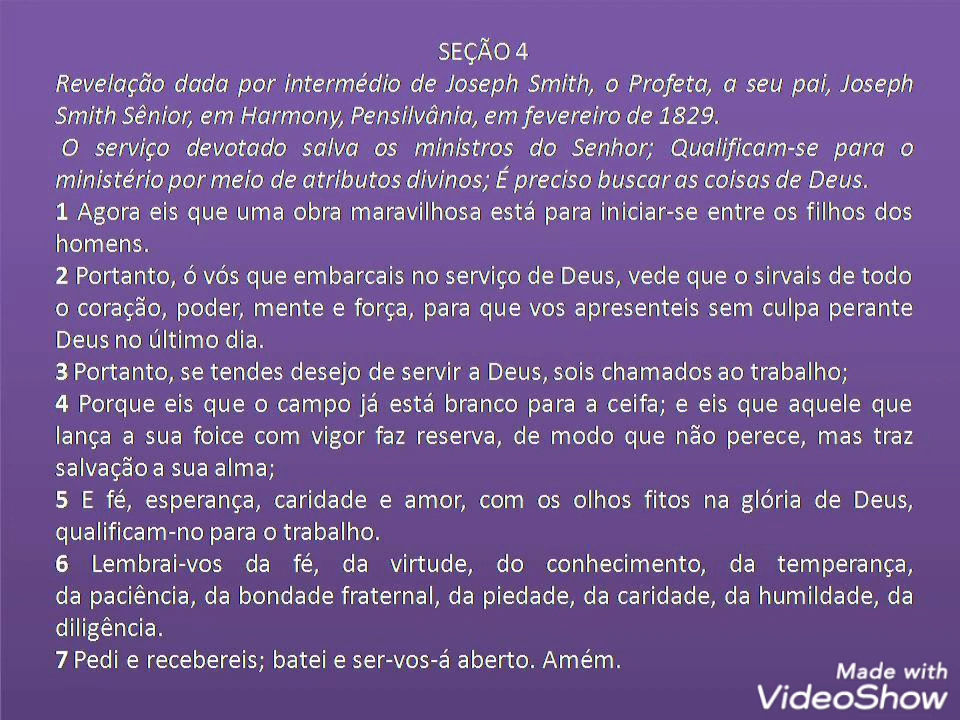 SEÇÃO 4
Revelação dada por intermédio de Joseph Smith, o Profeta, a seu pai, Joseph
Smith Sênior, em Harmony, Pensilvânia, em fevereiro de 1829.
O serviço devotado salva os ministros do Senhor; Qualificam-se para o
ministério por meio de atributos divinos; É preciso buscar as coisas de Deus.
1 Agora eis que uma obra maravilhosa está para iniciar-se entre os filhos dos
homens.
2 Portanto, ó vós que embarcais no serviço de Deus, vede que o sirvais de todo
o coração, poder, mente e força, para que vos apresenteis sem culpa perante
Deus no último dia.
3 Portanto, se tendes desejo de servir a Deus, sois chamados ao trabalho;
4 Porque eis que o campo já está branco para a ceifa; e eis que aquele que
lança a sua foice com vigor faz reserva, de modo que não perece, mas traz
salvação a sua alma;
5 E fé, esperança, caridade e amor, com os olhos fitos na glória de Deus,
qualificam-no para o trabalho.
6 Lembrai-vos da fé, da virtude, do conhecimento, da temperança,
da paciência, da bondade fraternal, da piedade, da caridade, da humildade, da
diligência.
7 Pedi e recebereis; batei e ser-vos-á aberto. Amém.
Made with
VideoShow